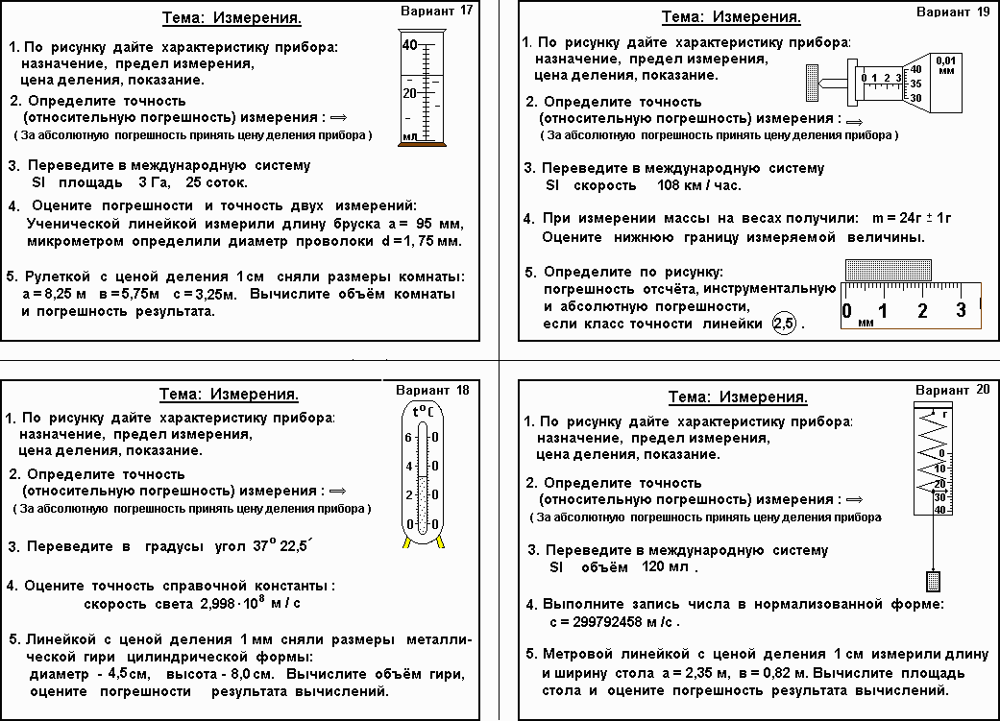 Вариант 17
Тема: Измерения.
1. По рисунку дайте характеристику прибора:
назначение, предел измерения,
цена деления, показание.
2. Определите точность
(относительную погрешность) измерения : ⇒
( За абсолютную погрешность принять цену деления прибора )
40
20
мл
3. Переведите в международную систему
SI площадь 3 Га, 25 соток.
4. Оцените погрешности и точность двух измерений:
Ученической линейкой измерили длину бруска а = 95 мм,
микрометром определили диаметр проволоки d =1, 75 мм.
5. Рулеткой с ценой деления 1 см сняли размеры комнаты:
а = 8,25 м в = 5,75м с = 3,25м. Вычислите объём комнаты
и погрешность результата.
Вариант 19
Тема: Измерения.
1. По рисунку дайте характеристику прибора:
назначение, предел измерения,
цена деления, показание.
0 1 2 3
40
35
30
0,01
мм
2. Определите точность
(относительную погрешность) измерения : ⇒
( За абсолютную погрешность принять цену деления прибора )
3. Переведите в международную систему
SI скорость 108 км / час.
4. При измерении массы на весах получили: m = 24г ± 1г
Оцените нижнюю границу измеряемой величины.
5. Определите по рисунку:
погрешность отсчёта, инструментальную
и абсолютную погрешности,
если класс точности линейки 2,5 .
0 1 2 3
мм
Вариант 18
Тема: Измерения.
1. По рисунку дайте характеристику прибора:
назначение, предел измерения,
цена деления, показание.
t°C
6 0
4 0
2 0
0 0
2. Определите точность
(относительную погрешность) измерения : ⇒
( За абсолютную погрешность принять цену деления прибора )
3. Переведите в градусы угол 37° 22,5´
4. Оцените точность справочной константы :
скорость света 2,998 · 10⁸ м / с
5. Линейкой с ценой деления 1 мм сняли размеры металли-
ческой гири цилиндрической формы:
диаметр - 4,5 см, высота - 8,0 см. Вычислите объём гири,
оцените погрешности результата вычислений.
Вариант 20
Тема: Измерения.
1. По рисунку дайте характеристику прибора:
назначение, предел измерения,
цена деления, показание.
г
0
10
20
30
40
2. Определите точность
(относительную погрешность) измерения : ⇒
( За абсолютную погрешность принять цену деления прибора
3. Переведите в международную систему
SI объём 120 мл .
4. Выполните запись числа в нормализованной форме:
с = 299792458 м /с .
5. Метровой линейкой с ценой деления 1 см измерили длину
и ширину стола а = 2,35 м, в = 0,82 м. Вычислите площадь
стола и оцените погрешность результата вычислений.